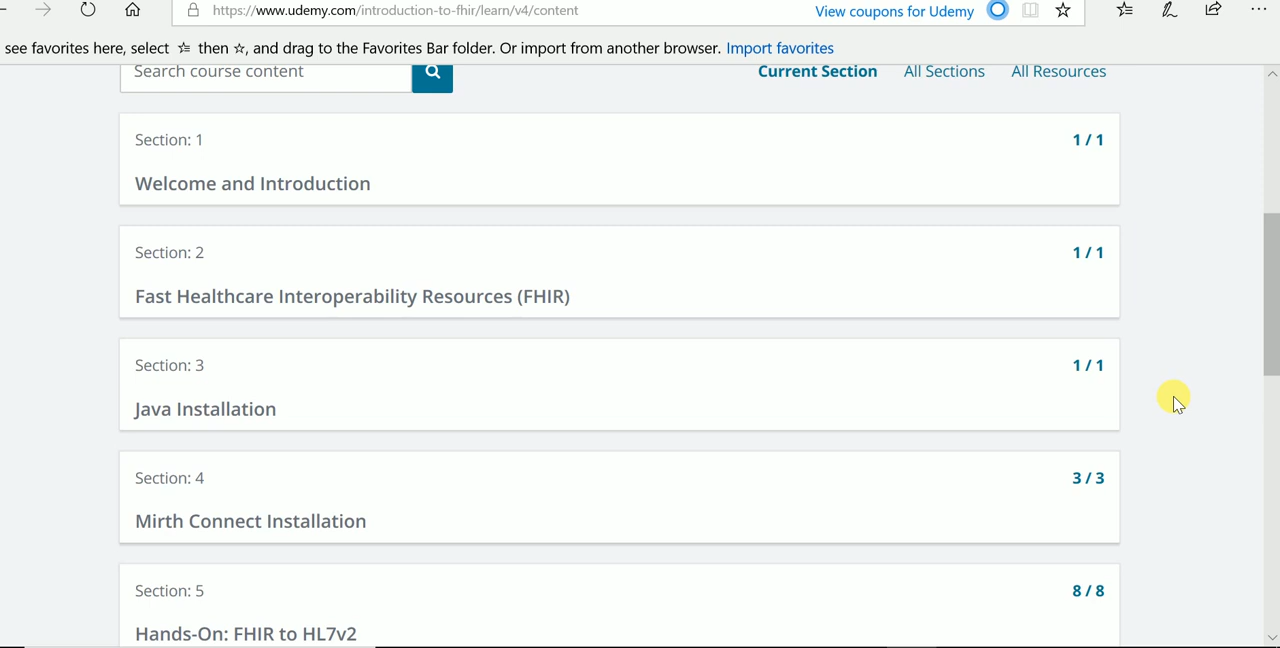 https://www.udemy.com/introduction-to-fhir/learn/v4/content
View coupons for Udemy
see favorites here, select ☆ then ☆, and drag to the Favorites Bar folder. Or import from another browser. Import favorites
Search course content
Current Section
All Sections
All Resources
Section: 1
1 / 1
Welcome and Introduction
Section: 2
1 / 1
Fast Healthcare Interoperability Resources (FHIR)
Section: 3
1 / 1
Java Installation
Section: 4
3 / 3
Mirth Connect Installation
Section: 5
8 / 8
Hands-On: FHIR to HL7v2